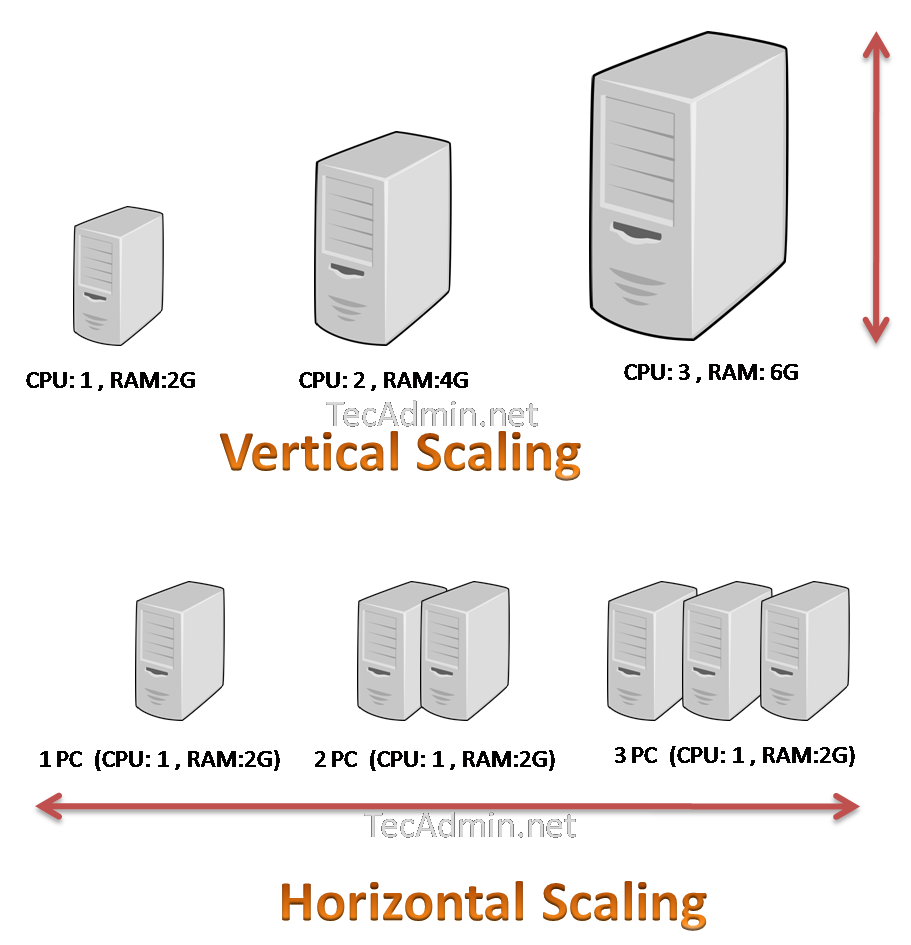 CPU: 1 , RAM:2G
CPU: 2 , RAM:4G
CPU: 3 , RAM: 6G
TecAdmin.net
Vertical Scaling
1 PC (CPU: 1 , RAM:2G)
2 PC (CPU: 1 , RAM:2G)
3 PC (CPU: 1 , RAM:2G)
TecAdmin.net
Horizontal Scaling